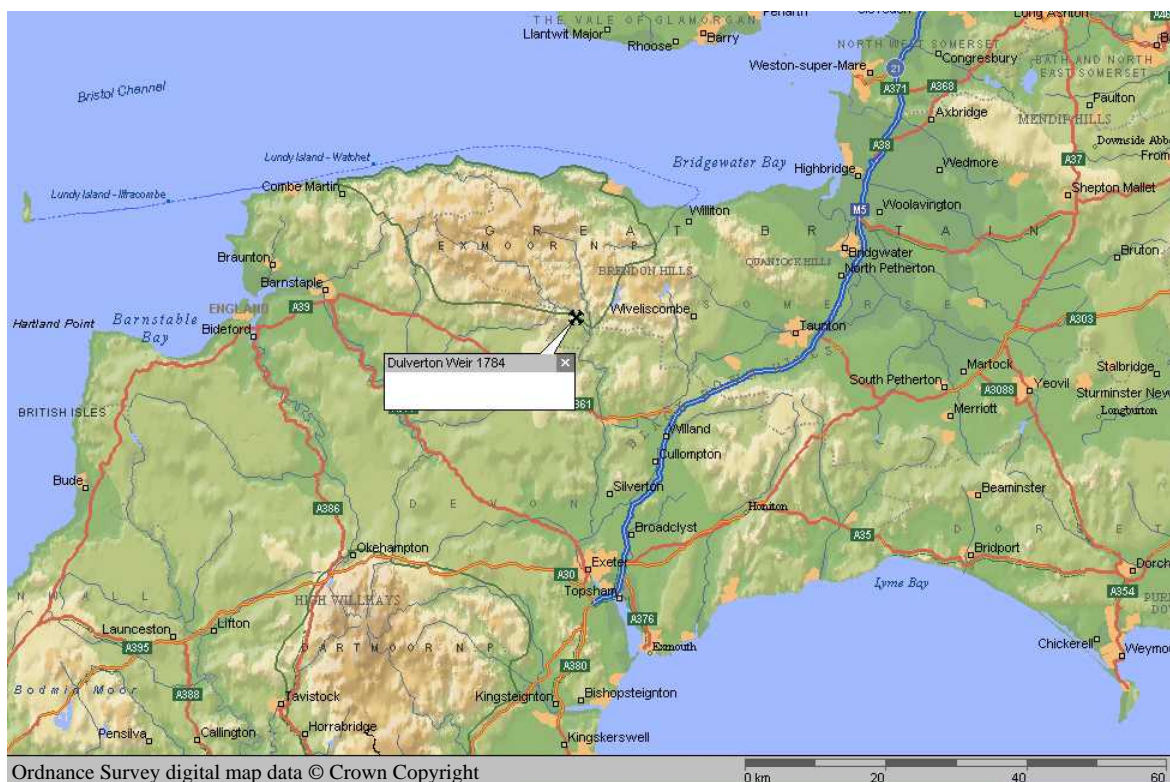 THE VALE OF GLAMORGAN
Penarth
Clevedon
Long Ashton
Llantwit Major
Rhoose
Barry
NORTH WEST SOMERSET
Congresbury
BATH AND NORTH
EAST SOMERSET
Weston-super-Mare
21
A371
A368
Paulton
Bristol Channel
Axbridge
MENDIP HILLS
Downside Abb
From
A38
A37
Lundy Island - Watchet
Bridgewater Bay
Wedmore
Highbridge
Lundy Island - Ilfracombe
Combe Martin
Shepton Mallet
Williton
M5
Woolavington
GREAT BRITAIN
EXMOOR N.P.
Braunton
Bridgwater
Bruton
BRENDON HILLS
QUANTOCK HILLS
North Petherton
Barnstaple
ENGLAND
A39
Wiveliscombe
SOMERSET
A303
Hartland Point
Barnstable
Bay
Bideford
Taunton
Dulverton Weir 1784
Martock
Stalbridge
South Petherton
A3088
Yeovil
Sturminster New
361
BRITISH ISLES
Merriott
Longburton
Willand
Cullompton
Bude
Silverton
Beaminster
DEVON
A386
Honiton
Broadclyst
A35
DORSET
Okehampton
Bridport
Exeter
A30
Lyme Bay
Dorch
Topsham
A354
HIGH WILLHAYS
A376
Launceston
Lifton
Chickerell
A395
DARTMOOR N.P.
Exmouth
Weymou
A380
Bodmin Moor
A388
Tavistock
Kingsteignton
Bishopsteignton
Pensilva
Callington
Horrabridge
Kingskerswell
Ordnance Survey digital map data © Crown Copyright
0 km 20 40 60